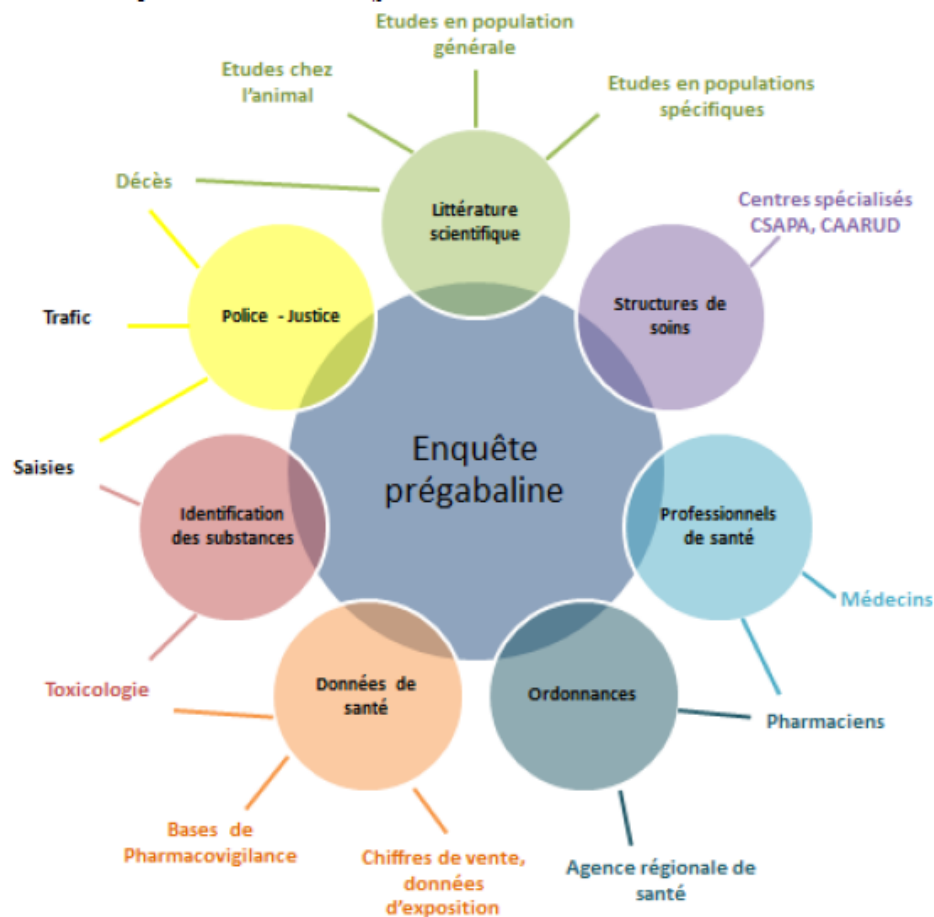 Etudes en population
générale
Etudes chez
l'animal
Etudes en populations
spécifiques
Décès
Littérature
scientifique
Centres spécialisés
CSAPA, CAARUD
Trafic
Police - Justice
Structures de
soins
Enquête
prégabaline
Saisies
Identification
des substances
Professionnels
de santé
Médecins
Toxicologie
Données de
santé
Ordonnances
Pharmaciens
Bases de
Pharmacovigilance
Chiffres de vente,
données
d'exposition
Agence régionale de
santé